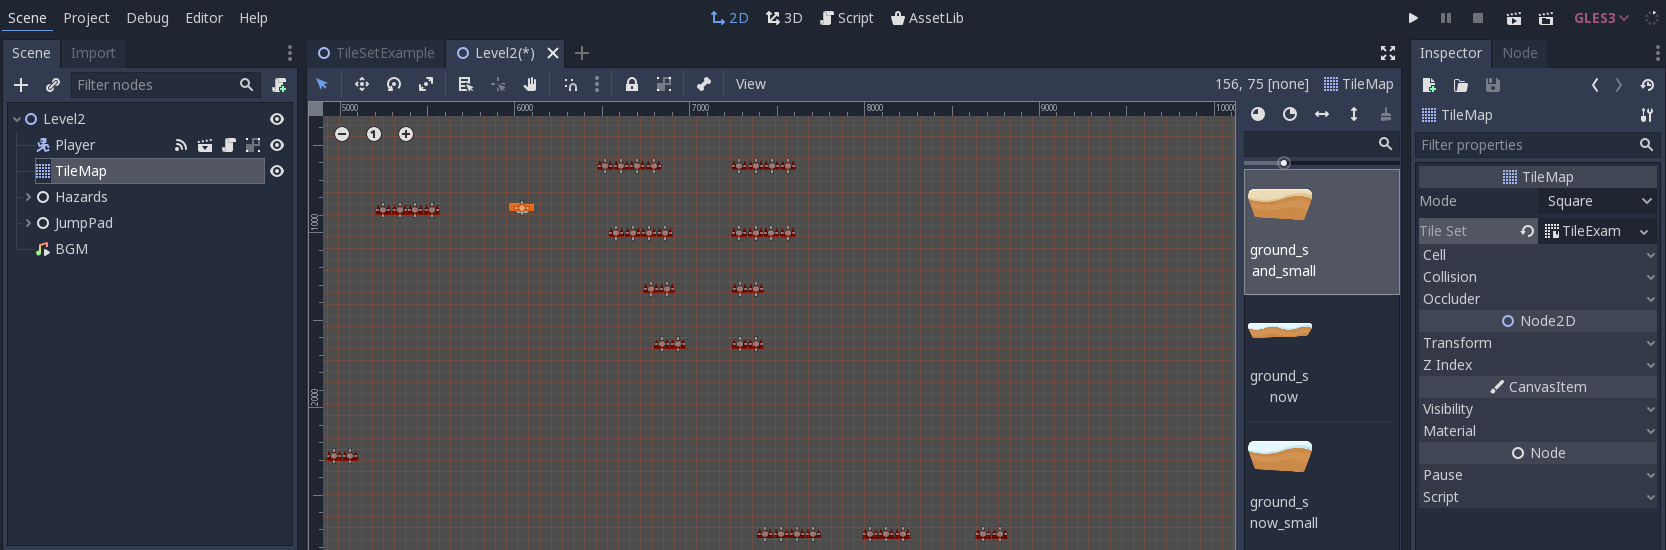 Scene Project Debug Editor Help
2D 3D Script AssetLib
GLES3
Scene Import
Filter nodes
Level2
Player
TileMap
Hazards
JumpPad
BGM
TileSetExample Level2(*)
View
156, 75 [none] TileMap
5000 6000 7000 8000 9000 10000
1000
2000
1
ground_s
and_small
ground_s
now
ground_s
now_small
Inspector Node
TileMap
Filter properties
TileMap
Mode Square
Tile Set TileExam
Cell
Collision
Occluder
Node2D
Transform
Z Index
CanvasItem
Visibility
Material
Node
Pause
Script